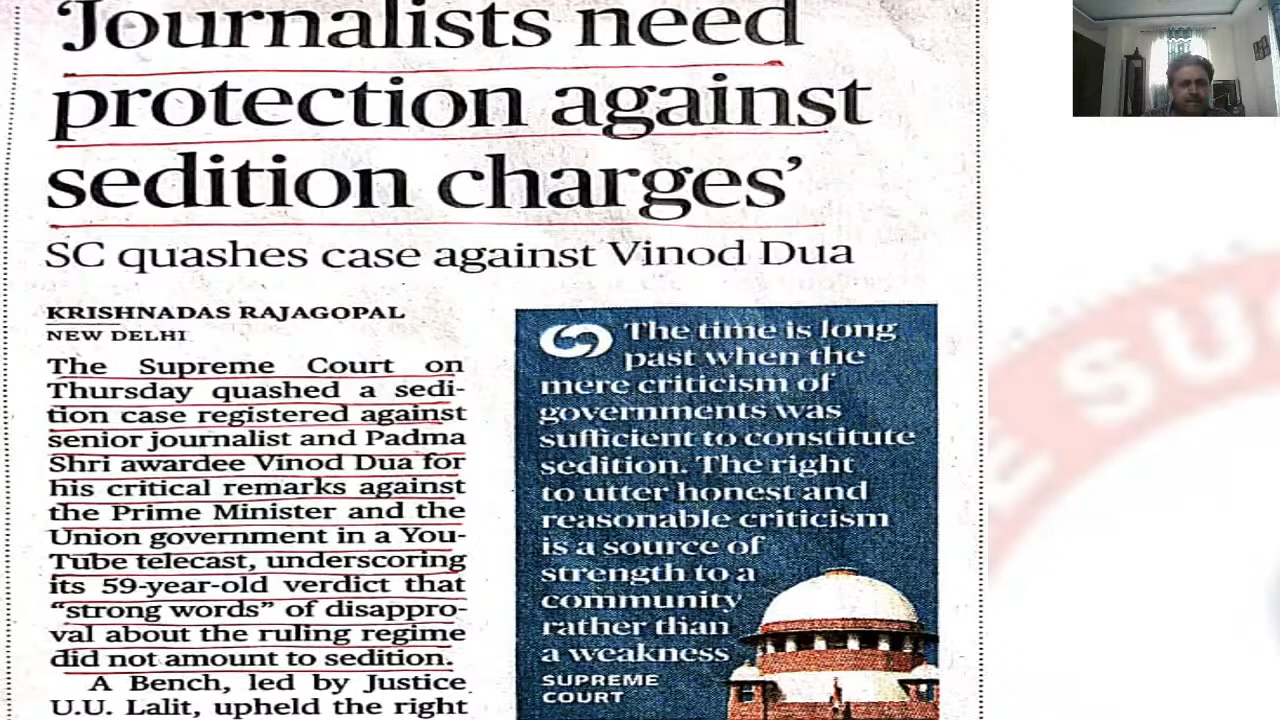 ‘Journalists need
protection against
sedition charges’
SC quashes case against Vinod Dua
KRISHNADAS RAJAGOPAL
NEW DELHI
The Supreme Court on
Thursday quashed a sedi-
tion case registered against
senior journalist and Padma
Shri awardee Vinod Dua for
his critical remarks against
the Prime Minister and the
Union government in a You-
Tube telecast, underscoring
its 59-year-old verdict that
“strong words” of disappro-
val about the ruling regime
did not amount to sedition.
A Bench, led by Justice
U.U. Lalit, upheld the right
The time is long
past when the
mere criticism of
governments was
sufficient to constitute
sedition. The right
to utter honest and
reasonable criticism
is a source of
strength to a
community
rather than
a weakness
SUPREME
COURT